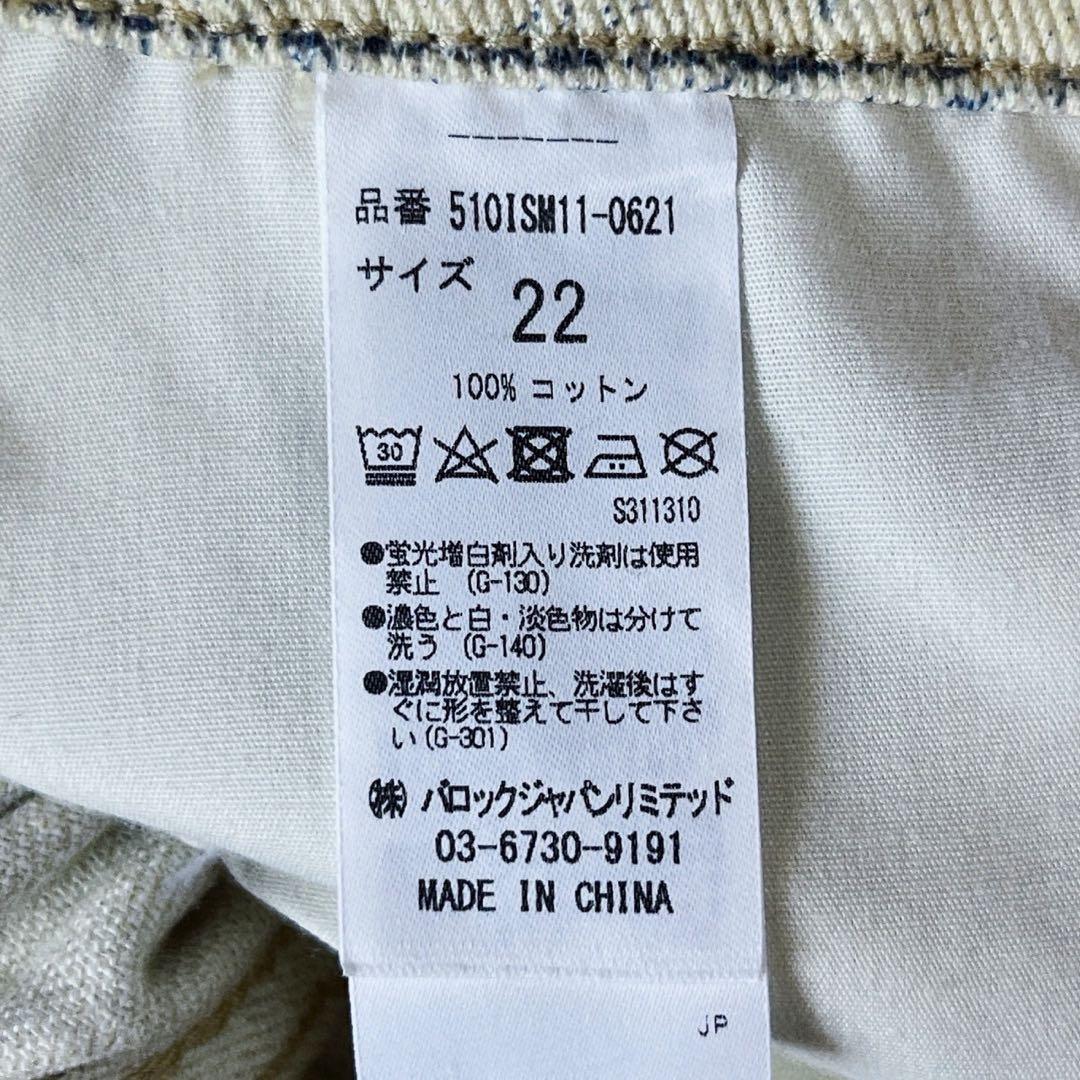 品番 510ISM11-0621
サイズ
22
100% コットン
30
S311310
●蛍光増白剤入り洗剤は使用
禁止 (G-130)
●濃色と白・淡色物は分けて
洗う (G-140)
●湿潤放置禁止、洗濯後はす
ぐに形を整えて干して下さ
い(G-301)
㈱ バロックジャパンリミテッド
03-6730-9191
MADE IN CHINA
JP